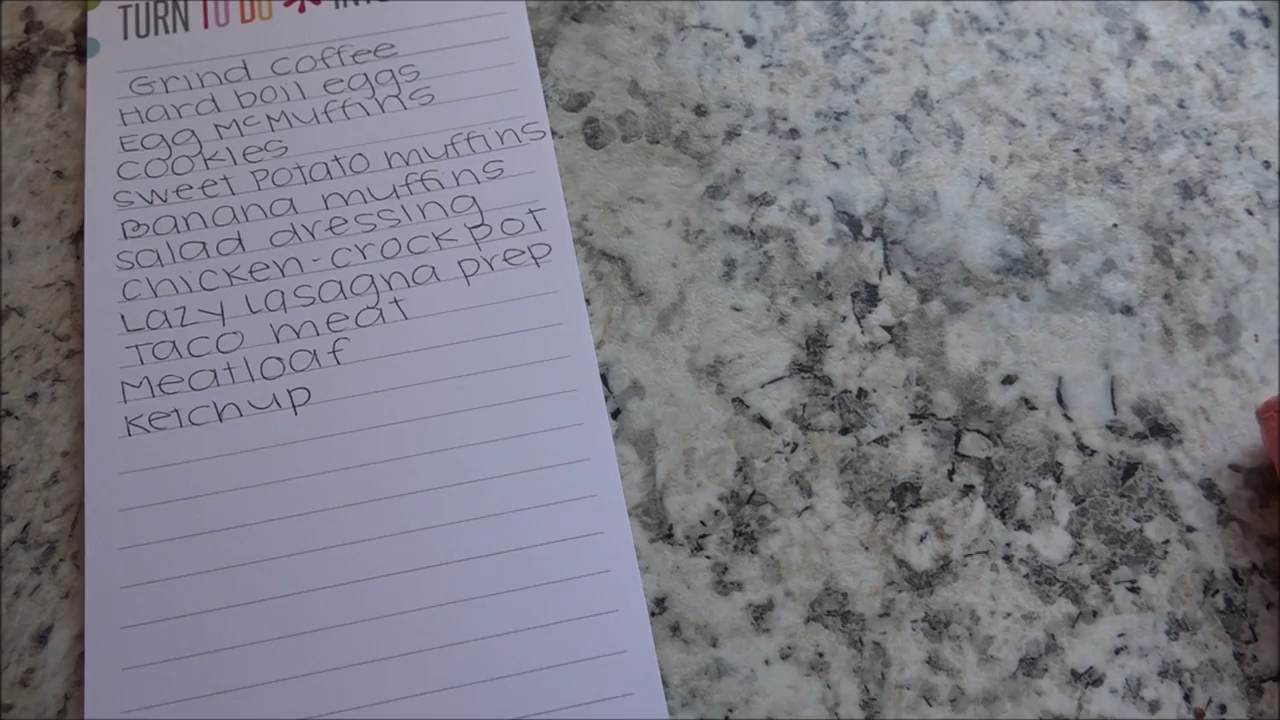 TURN TO DO * INTO
Grind coffee
Hard boil eggs
Egg McMuffins
cookies
sweet potato muffins
Banana muffins
salad dressing
chicken-crockpot
Lazy Lasagna prep
Taco meat
Meatloaf
Ketchup